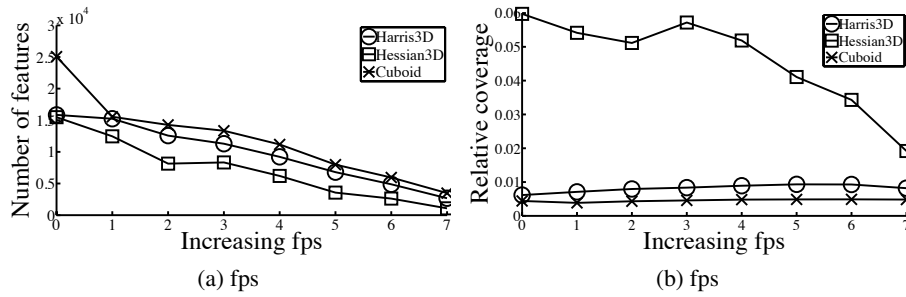 x 10⁴
3
2.5
2
1.5
1
0.5
0
0 1 2 3 4 5 6 7
Number of features
Increasing fps
Harris3D
Hessian3D
Cuboid
(a) fps
0.06
0.05
0.04
0.03
0.02
0.01
0
0 1 2 3 4 5 6 7
Relative coverage
Increasing fps
Harris3D
Hessian3D
Cuboid
(b) fps